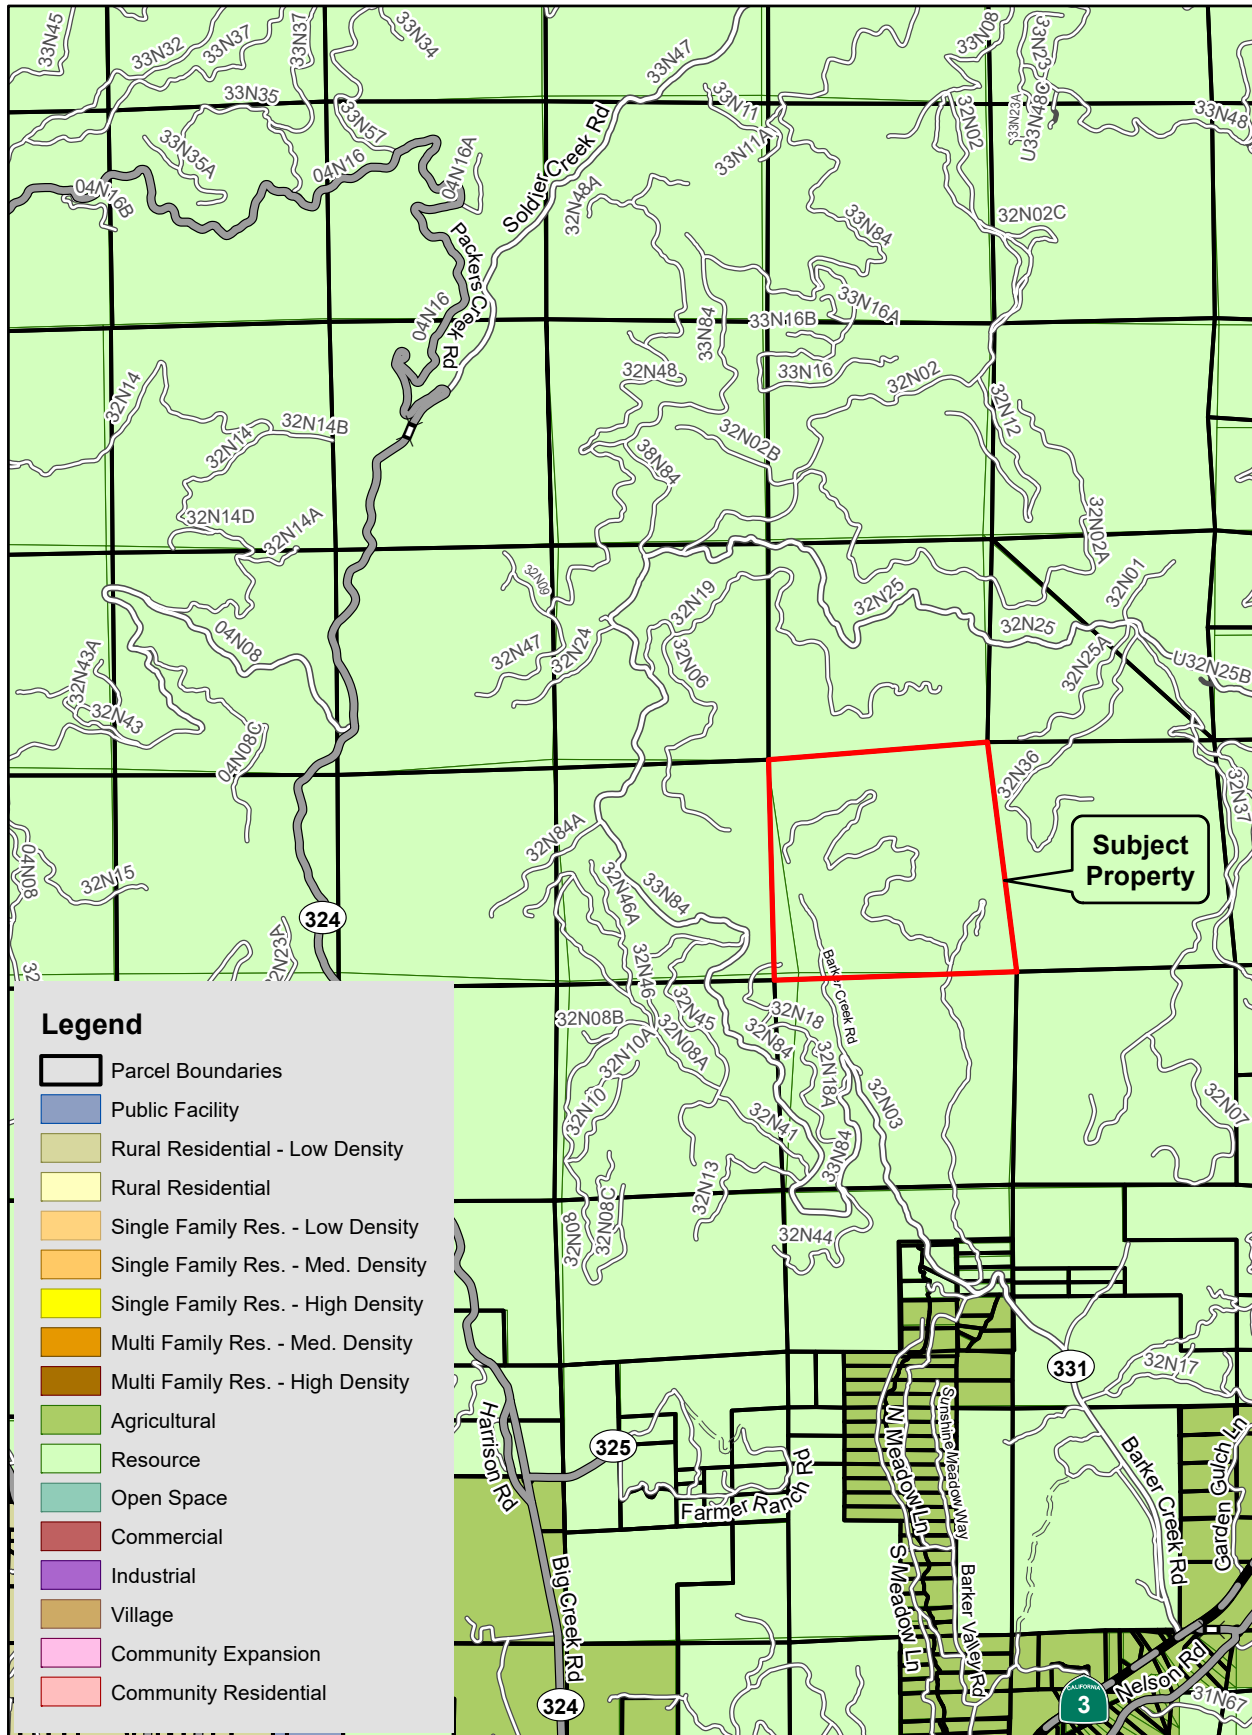 33N45
33N32
33N37
33N37
33N34
33N47
33N08
33N23
33N35
33N11
33N23A
U33N48C
33N48
33N57
33N11A
32N02
33N35A
04N16
04N16A
Soldier Creek Rd
32N48A
04N16B
33N84
32N02C
Packers Creek Rd
04N16
33N84
33N16B
33N16A
32N48
33N16
32N02
32N14
32N12
32N14B
32N14
32N02B
38N84
32N14D
32N14A
32N02A
32N09
32N19
32N25
32N01
04N08
32N47
32N24
32N06
32N25
32N25A
U32N25B
32N43A
32N43
04N08C
32N36
32N37
Subject
Property
32N84A
04N08
32N15
32N46A
33N84
324
32N23A
32N46
Barker Creek Rd
32N45
32N18
32N08B
32N10A
32N08A
32N84
32N18A
32N03
32N10
32N41
32N07
33N84
32N13
32N08
32N08C
32N44
331
32N17
Harrison Rd
325
Farmer Ranch Rd
N Meadow Ln
Sunshine Meadow Way
Barker Creek Rd
Garden Gulch Ln
S Meadow Ln
Barker Valley Rd
Big Creek Rd
324
CALIFORNIA
3
Nelson Rd
31N67
Legend
Parcel Boundaries
Public Facility
Rural Residential - Low Density
Rural Residential
Single Family Res. - Low Density
Single Family Res. - Med. Density
Single Family Res. - High Density
Multi Family Res. - Med. Density
Multi Family Res. - High Density
Agricultural
Resource
Open Space
Commercial
Industrial
Village
Community Expansion
Community Residential